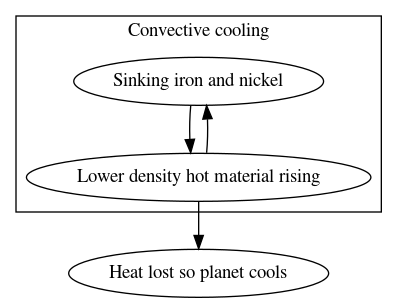 Convective cooling
Sinking iron and nickel
Lower density hot material rising
Heat lost so planet cools